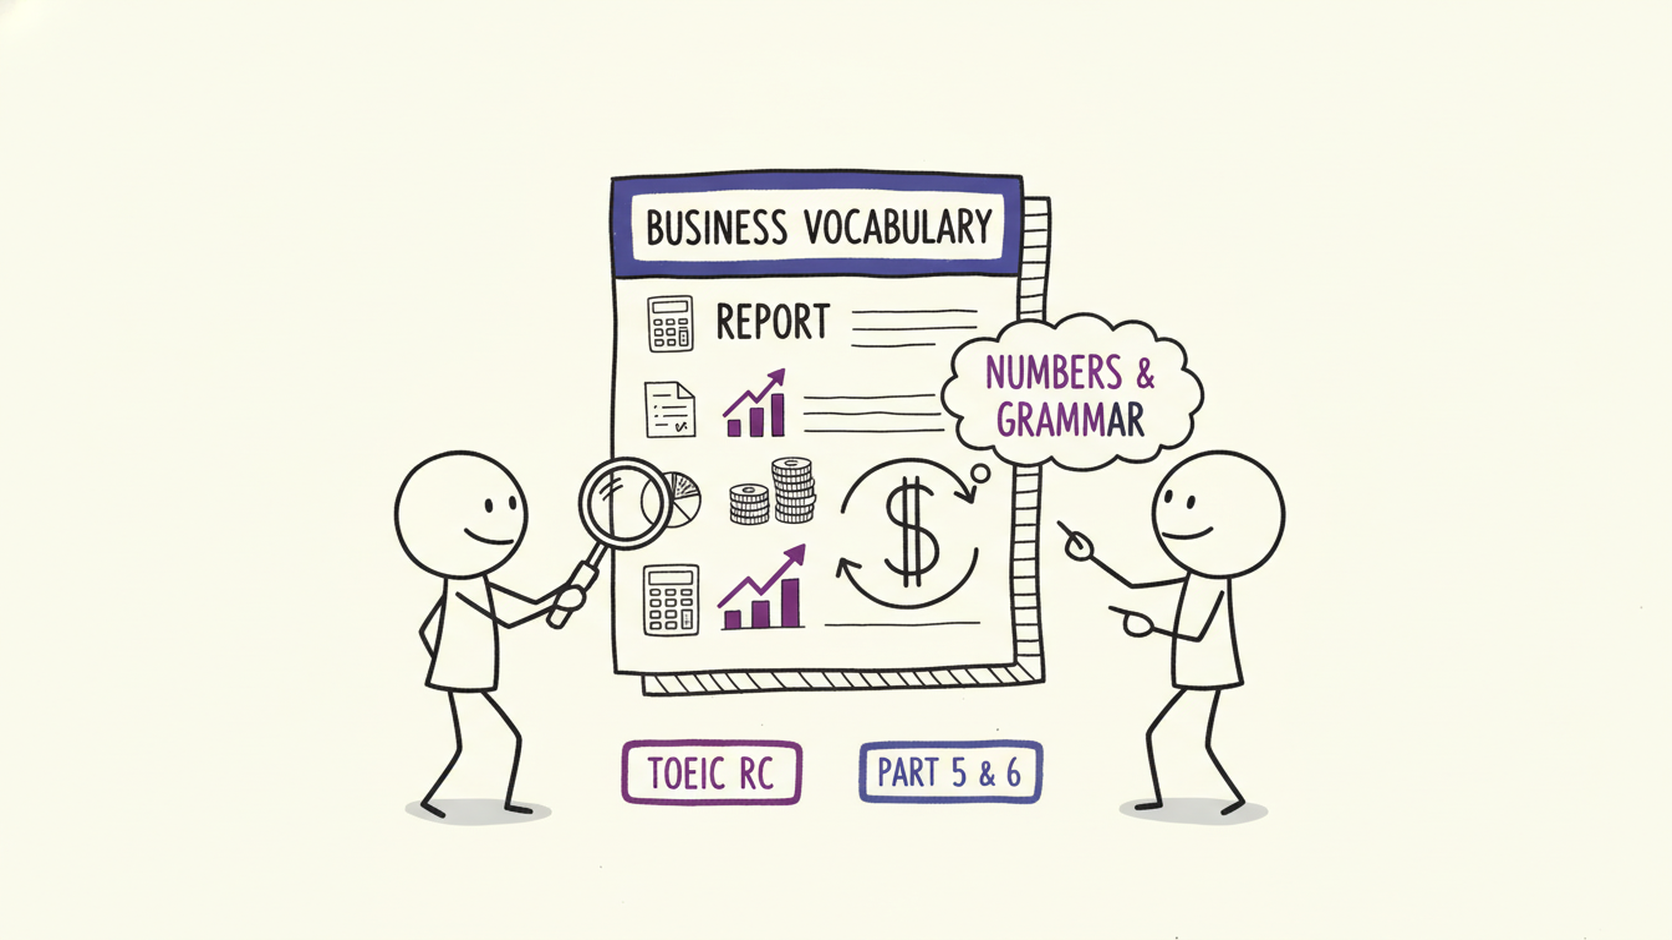 BUSINESS VOCABULARY
REPORT
NUMBERS &
GRAMMAR
$
TOEIC RC
PART 5 & 6